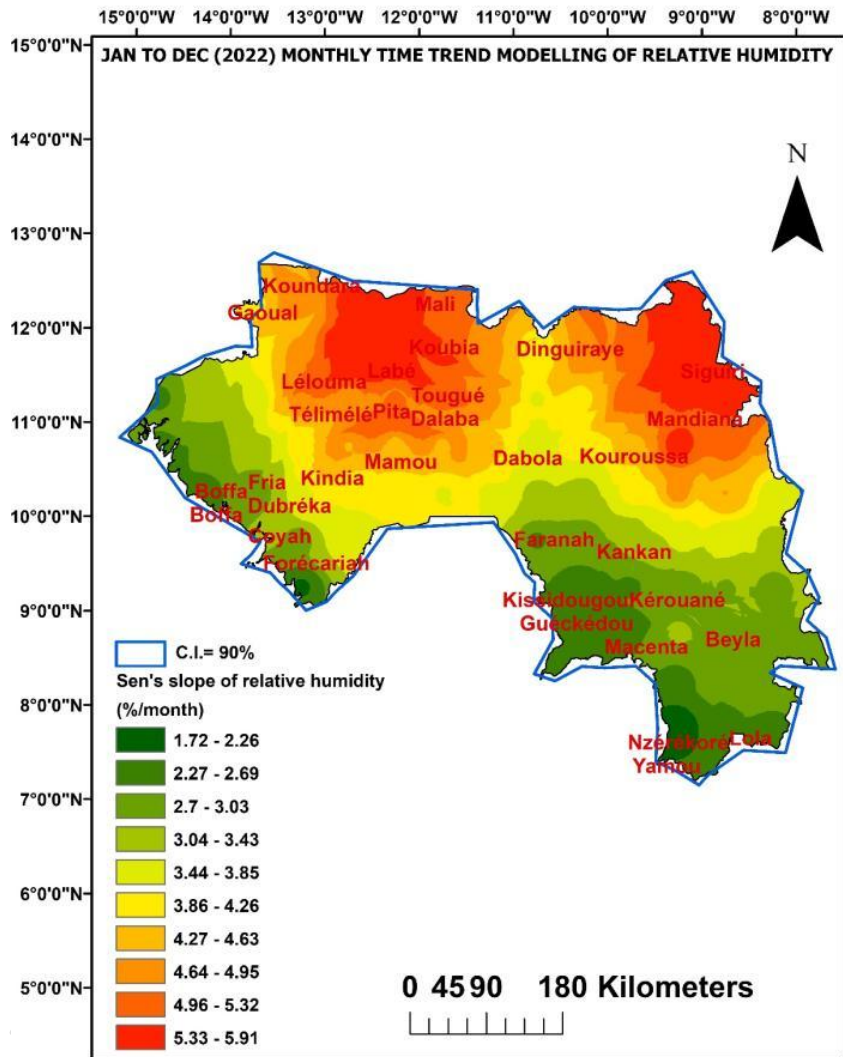 15°0'0"W 14°0'0"W 13°0'0"W 12°0'0"W 11°0'0"W 10°0'0"W 9°0'0"W 8°0'0"W
15°0'0"N
JAN TO DEC (2022) MONTHLY TIME TREND MODELLING OF RELATIVE HUMIDITY
14°0'0"N
N
13°0'0"N
Koundara
Mali
12°0'0"N
Gaoual
Koubia
Dinguiraye
Labé
Siguiri
Lélouma
Tougué
11°0'0"N
Télimélé
Pita
Dalaba
Mandiana
Mamou
Dabola
Kouroussa
Fria
Kindia
Boffa
Dubréka
10°0'0"N
Boffa
Coyah
Faranah
Kankan
Forécariah
9°0'0"N
Kissidougou
Kérouané
Guéckédou
Macenta
Beyla
C.I.= 90%
Sen's slope of relative humidity
8°0'0"N
(%/month)
1.72 - 2.26
Nzérékoré
Lola
2.27 - 2.69
Yamou
7°0'0"N
2.7 - 3.03
3.04 - 3.43
3.44 - 3.85
6°0'0"N
3.86 - 4.26
4.27 - 4.63
4.64 - 4.95
5°0'0"N
0 45 90 180 Kilometers
4.96 - 5.32
5.33 - 5.91